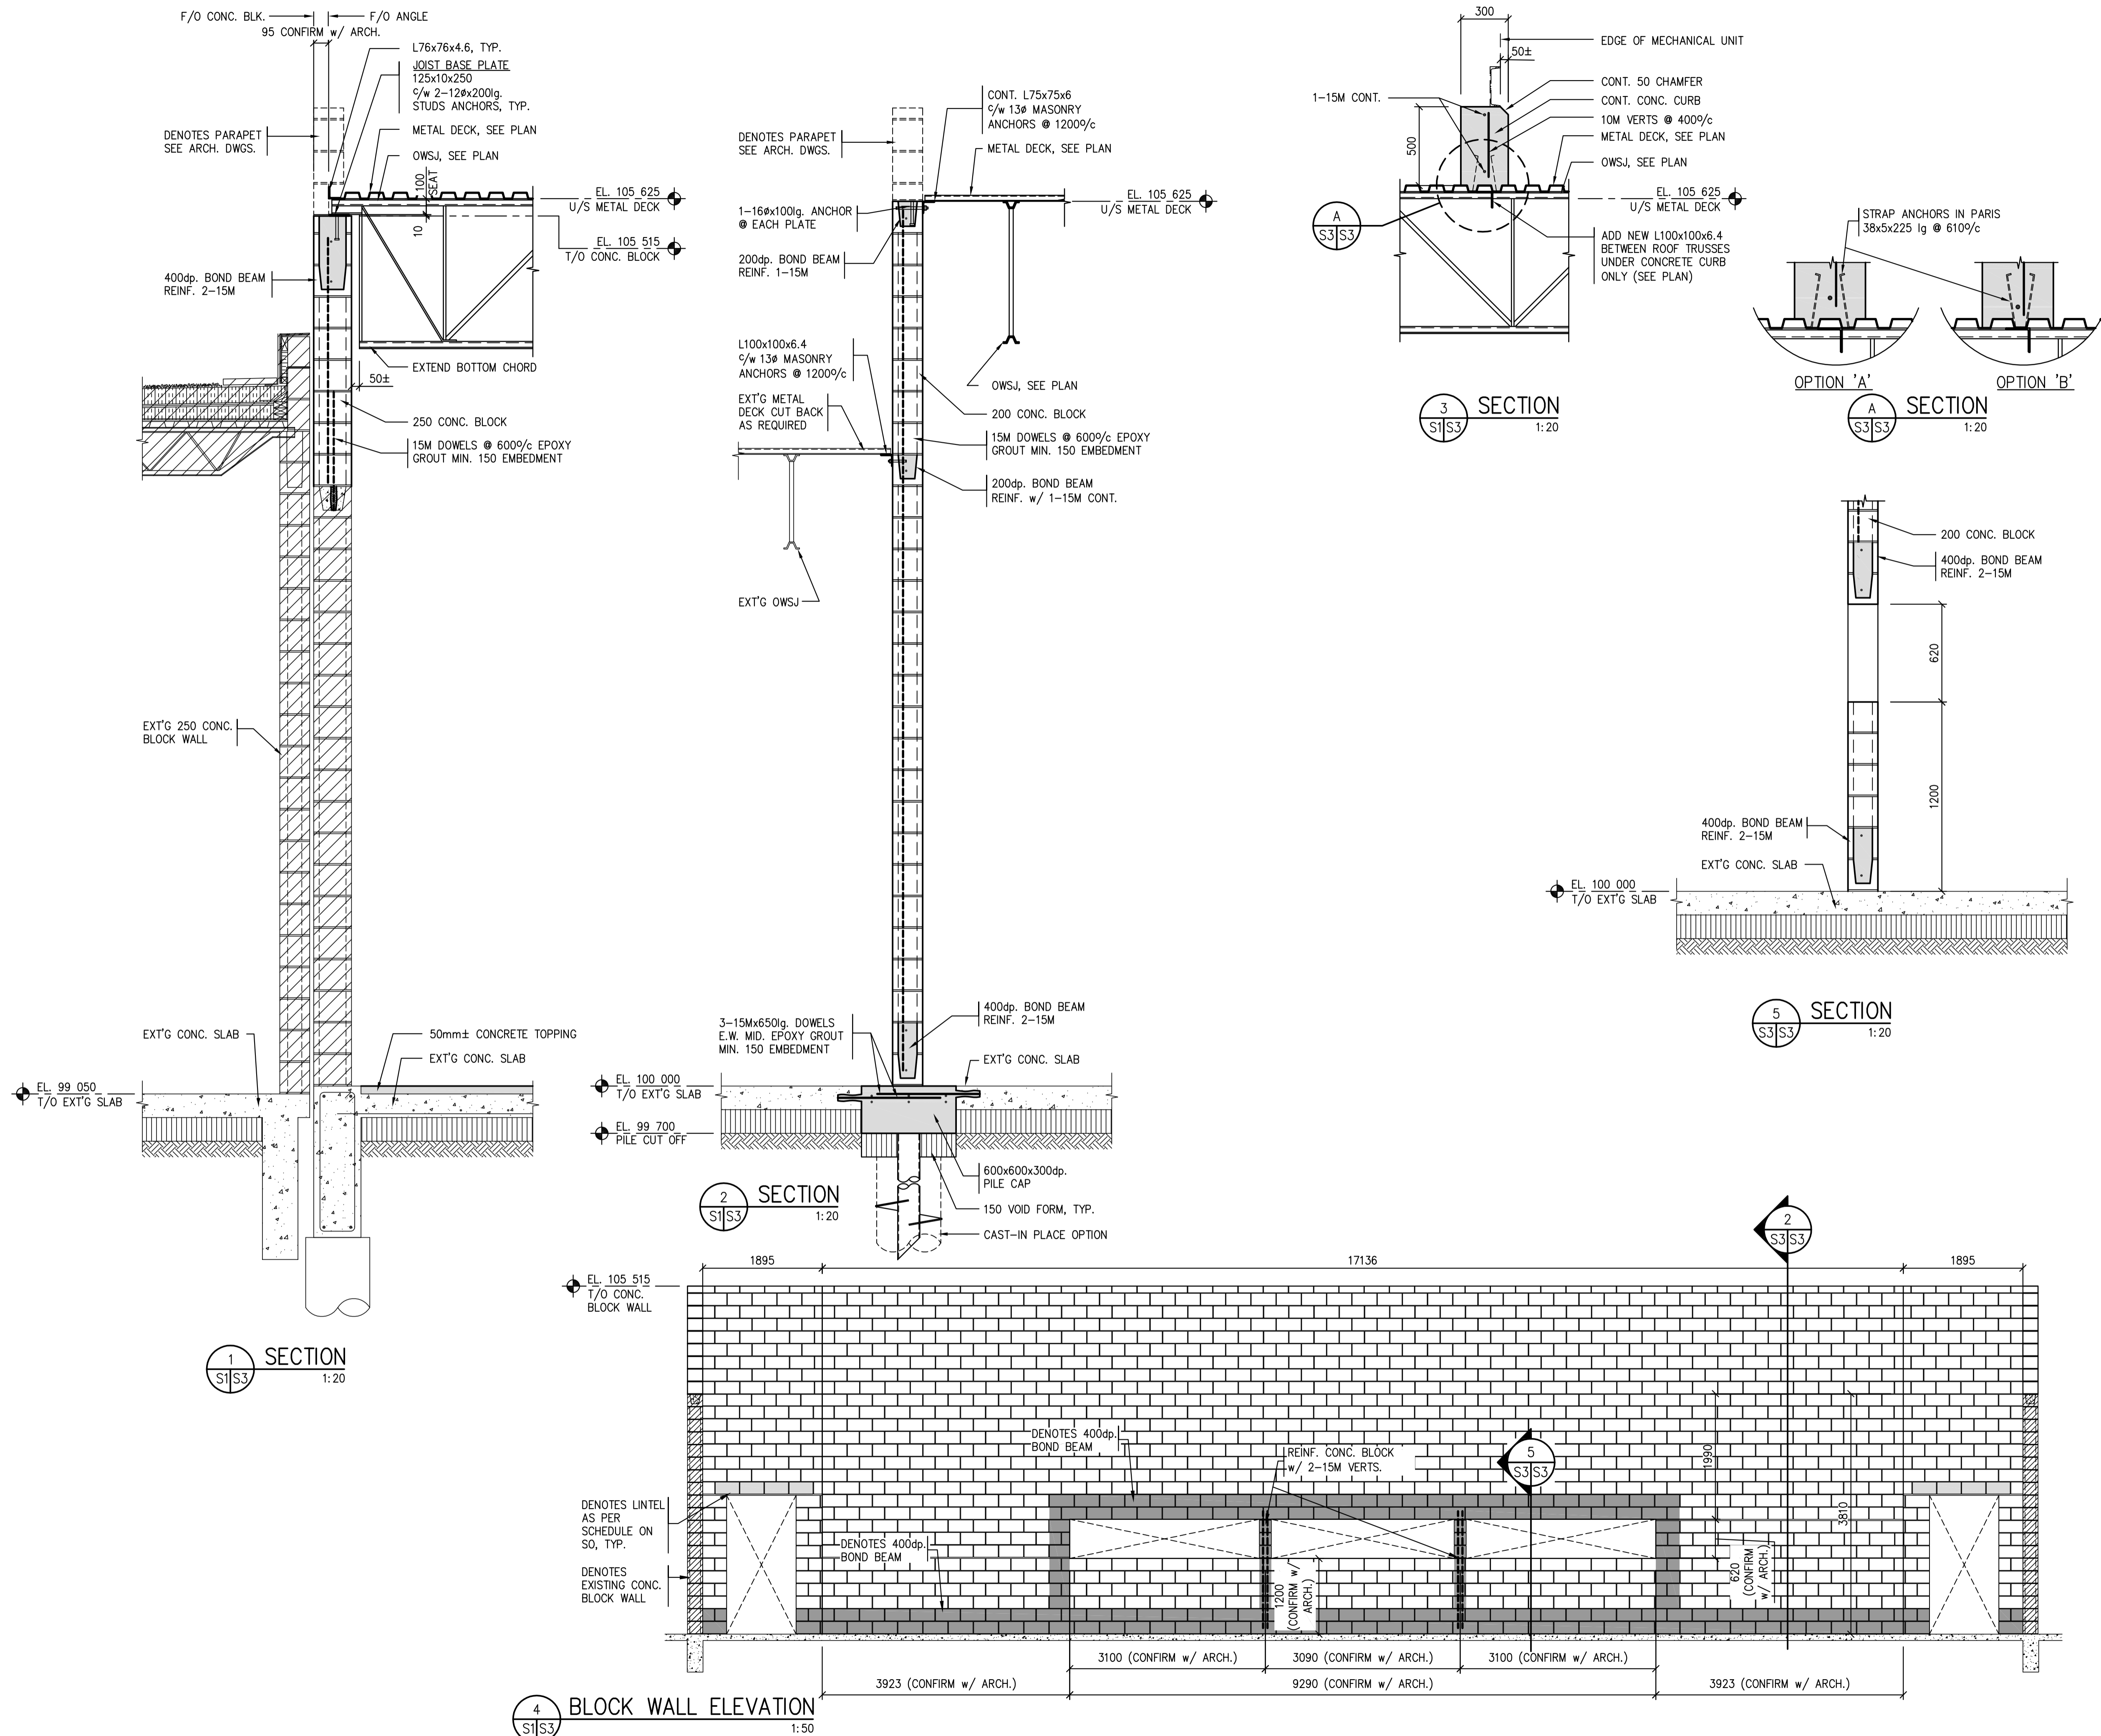 F/O CONC. BLK.
F/O ANGLE
95 CONFIRM w/ ARCH.
L76x76x4.6, TYP.
JOIST BASE PLATE
125x10x250
c/w 2-12øx200lg.
STUDS ANCHORS, TYP.
METAL DECK, SEE PLAN
OWSJ, SEE PLAN
DENOTES PARAPET
SEE ARCH. DWGS.
100
SEAT
10
EL. 105 625
U/S METAL DECK
EL. 105 515
T/O CONC. BLOCK
400dp. BOND BEAM
REINF. 2-15M
EXTEND BOTTOM CHORD
50±
250 CONC. BLOCK
15M DOWELS @ 600o/c EPOXY
GROUT MIN. 150 EMBEDMENT
EXT'G 250 CONC.
BLOCK WALL
EXT'G CONC. SLAB
50mm± CONCRETE TOPPING
EXT'G CONC. SLAB
EL. 99 050
T/O EXT'G SLAB
1
S1 S3
SECTION
1:20
DENOTES PARAPET
SEE ARCH. DWGS.
CONT. L75x75x6
c/w 13ø MASONRY
ANCHORS @ 1200o/c
METAL DECK, SEE PLAN
EL. 105 625
U/S METAL DECK
1-16øx100lg. ANCHOR
@ EACH PLATE
200dp. BOND BEAM
REINF. 1-15M
L100x100x6.4
c/w 13ø MASONRY
ANCHORS @ 1200o/c
EXT'G METAL
DECK CUT BACK
AS REQUIRED
OWSJ, SEE PLAN
200 CONC. BLOCK
15M DOWELS @ 600o/c EPOXY
GROUT MIN. 150 EMBEDMENT
200dp. BOND BEAM
REINF. w/ 1-15M CONT.
EXT'G OWSJ
400dp. BOND BEAM
REINF. 2-15M
3-15Mx650lg. DOWELS
E.W. MID. EPOXY GROUT
MIN. 150 EMBEDMENT
EXT'G CONC. SLAB
EL. 100 000
T/O EXT'G SLAB
EL. 99 700
PILE CUT OFF
600x600x300dp.
PILE CAP
150 VOID FORM, TYP.
CAST-IN PLACE OPTION
2
S1 S3
SECTION
1:20
300
50±
EDGE OF MECHANICAL UNIT
1-15M CONT.
CONT. 50 CHAMFER
CONT. CONC. CURB
10M VERTS @ 400o/c
METAL DECK, SEE PLAN
OWSJ, SEE PLAN
500
EL. 105 625
U/S METAL DECK
A
S3 S3
ADD NEW L100x100x6.4
BETWEEN ROOF TRUSSES
UNDER CONCRETE CURB
ONLY (SEE PLAN)
3
S1 S3
SECTION
1:20
STRAP ANCHORS IN PARIS
38x5x225 lg @ 610o/c
OPTION 'A'
OPTION 'B'
A
S3 S3
SECTION
1:20
200 CONC. BLOCK
400dp. BOND BEAM
REINF. 2-15M
620
1200
400dp. BOND BEAM
REINF. 2-15M
EXT'G CONC. SLAB
EL. 100 000
T/O EXT'G SLAB
5
S3 S3
SECTION
1:20
1895
17136
1895
2
S3 S3
EL. 105 515
T/O CONC.
BLOCK WALL
DENOTES 400dp.
BOND BEAM
REINF. CONC. BLOCK
w/ 2-15M VERTS.
5
S3 S3
1990
3810
DENOTES LINTEL
AS PER
SCHEDULE ON
S0, TYP.
DENOTES 400dp.
BOND BEAM
DENOTES
EXISTING CONC.
BLOCK WALL
1200
(CONFIRM w/
ARCH.)
620
(CONFIRM
w/ ARCH.)
3100 (CONFIRM w/ ARCH.)
3090 (CONFIRM w/ ARCH.)
3100 (CONFIRM w/ ARCH.)
3923 (CONFIRM w/ ARCH.)
9290 (CONFIRM w/ ARCH.)
3923 (CONFIRM w/ ARCH.)
4
S1 S3
BLOCK WALL ELEVATION
1:50